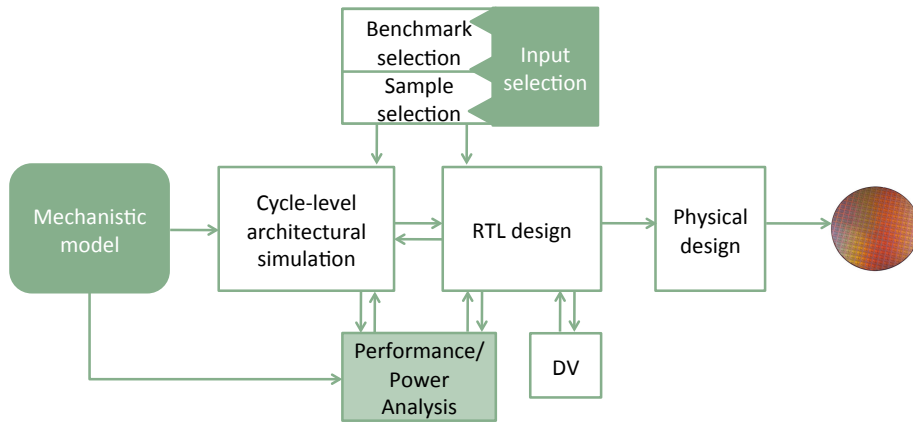 Benchmark
selection
Input
selection
Sample
selection
Mechanistic
model
Cycle-level
architectural
simulation
RTL design
Physical
design
Performance/
Power
Analysis
DV